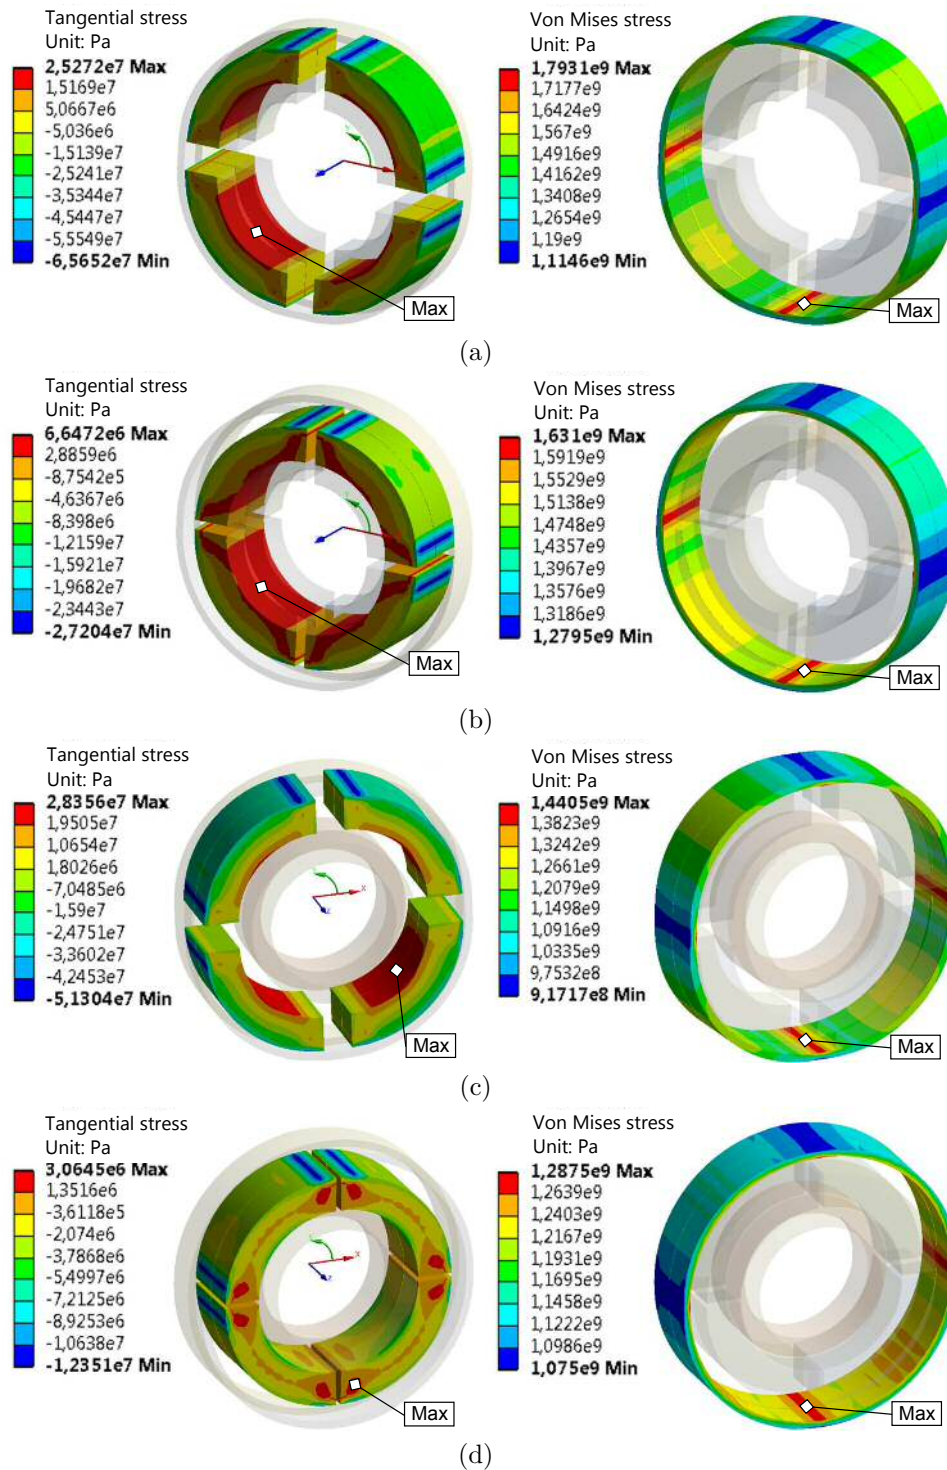 Tangential stress
Unit: Pa
2,5272e7 Max
1,5169e7
5,0667e6
-5,036e6
-1,5139e7
-2,5241e7
-3,5344e7
-4,5447e7
-5,5549e7
-6,5652e7 Min
Max
Von Mises stress
Unit: Pa
1,7931e9 Max
1,7177e9
1,6424e9
1,567e9
1,4916e9
1,4162e9
1,3408e9
1,2654e9
1,19e9
1,1146e9 Min
Max
(a)
Tangential stress
Unit: Pa
6,6472e6 Max
2,8859e6
-8,7542e5
-4,6367e6
-8,398e6
-1,2159e7
-1,5921e7
-1,9682e7
-2,3443e7
-2,7204e7 Min
Max
Von Mises stress
Unit: Pa
1,631e9 Max
1,5919e9
1,5529e9
1,5138e9
1,4748e9
1,4357e9
1,3967e9
1,3576e9
1,3186e9
1,2795e9 Min
Max
(b)
Tangential stress
Unit: Pa
2,8356e7 Max
1,9505e7
1,0654e7
1,8026e6
-7,0485e6
-1,59e7
-2,4751e7
-3,3602e7
-4,2453e7
-5,1304e7 Min
X
Z
Max
Von Mises stress
Unit: Pa
1,4405e9 Max
1,3823e9
1,3242e9
1,2661e9
1,2079e9
1,1498e9
1,0916e9
1,0335e9
9,7532e8
9,1717e8 Min
Max
(c)
Tangential stress
Unit: Pa
3,0645e6 Max
1,3516e6
-3,6118e5
-2,074e6
-3,7868e6
-5,4997e6
-7,2125e6
-8,9253e6
-1,0638e7
-1,2351e7 Min
X
Z
Max
Von Mises stress
Unit: Pa
1,2875e9 Max
1,2639e9
1,2403e9
1,2167e9
1,1931e9
1,1695e9
1,1458e9
1,1222e9
1,0986e9
1,075e9 Min
Max
(d)